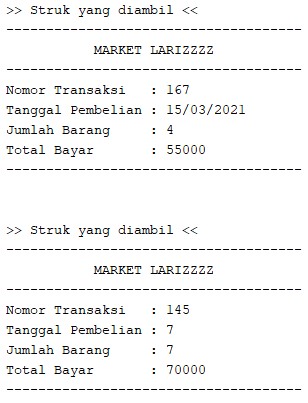 >> Struk yang diambil <<
-------------------------------------
MARKET LARIZZZZ
-------------------------------------
Nomor Transaksi : 167
Tanggal Pembelian : 15/03/2021
Jumlah Barang : 4
Total Bayar : 55000
-------------------------------------
>> Struk yang diambil <<
-------------------------------------
MARKET LARIZZZZ
-------------------------------------
Nomor Transaksi : 145
Tanggal Pembelian : 7
Jumlah Barang : 7
Total Bayar : 70000
-------------------------------------